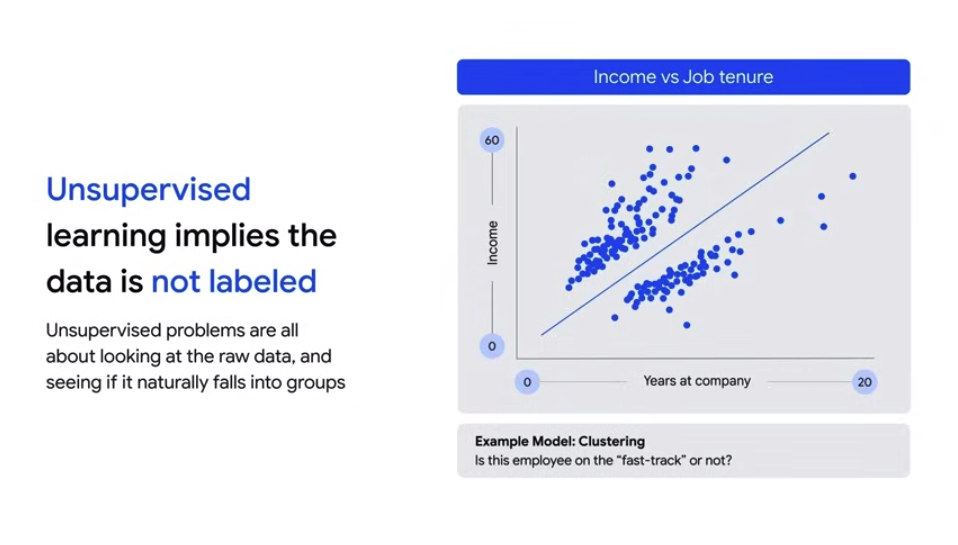 Unsupervised
learning implies the
data is not labeled
Unsupervised problems are all
about looking at the raw data, and
seeing if it naturally falls into groups
Income vs Job tenure
60
Income
0
0
Years at company
20
Example Model: Clustering
Is this employee on the “fast-track” or not?